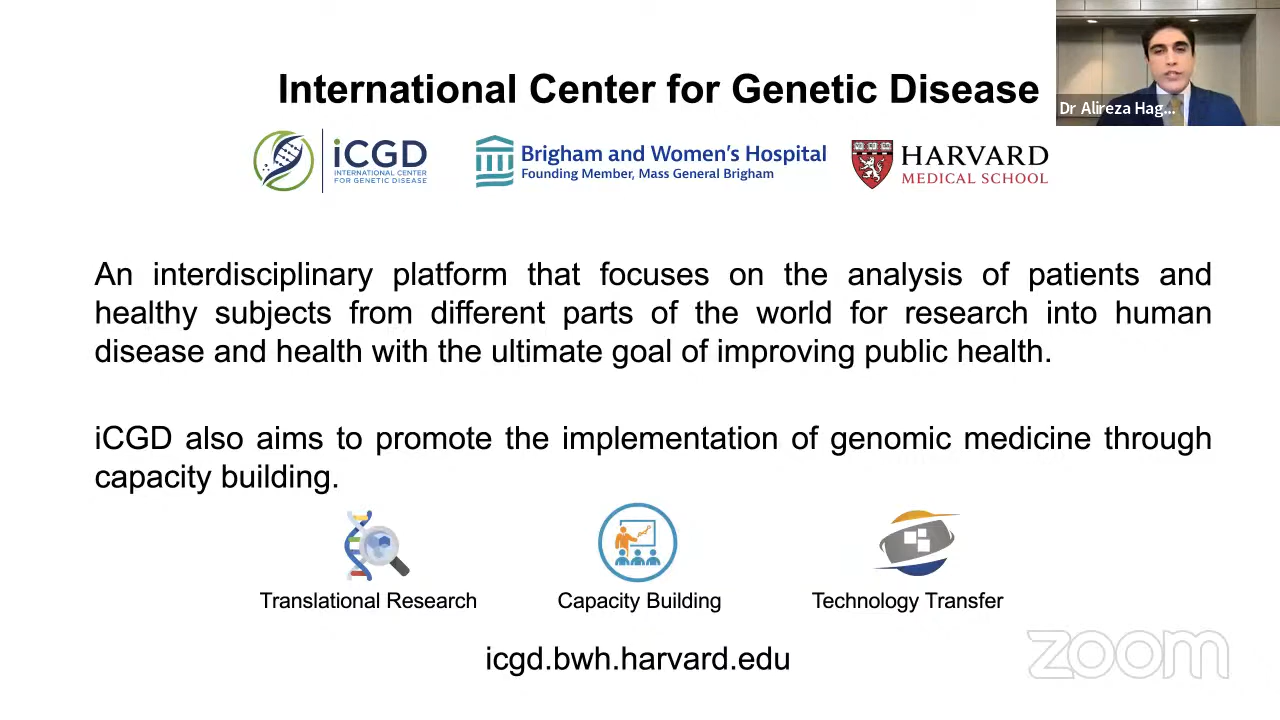 International Center for Genetic Disease
Dr Alireza Hag...
iCGD
INTERNATIONAL CENTER
FOR GENETIC DISEASE
Brigham and Women's Hospital
Founding Member, Mass General Brigham
HARVARD
MEDICAL SCHOOL
An interdisciplinary platform that focuses on the analysis of patients and
healthy subjects from different parts of the world for research into human
disease and health with the ultimate goal of improving public health.
iCGD also aims to promote the implementation of genomic medicine through
capacity building.
Translational Research
Capacity Building
Technology Transfer
icgd.bwh.harvard.edu
zoom